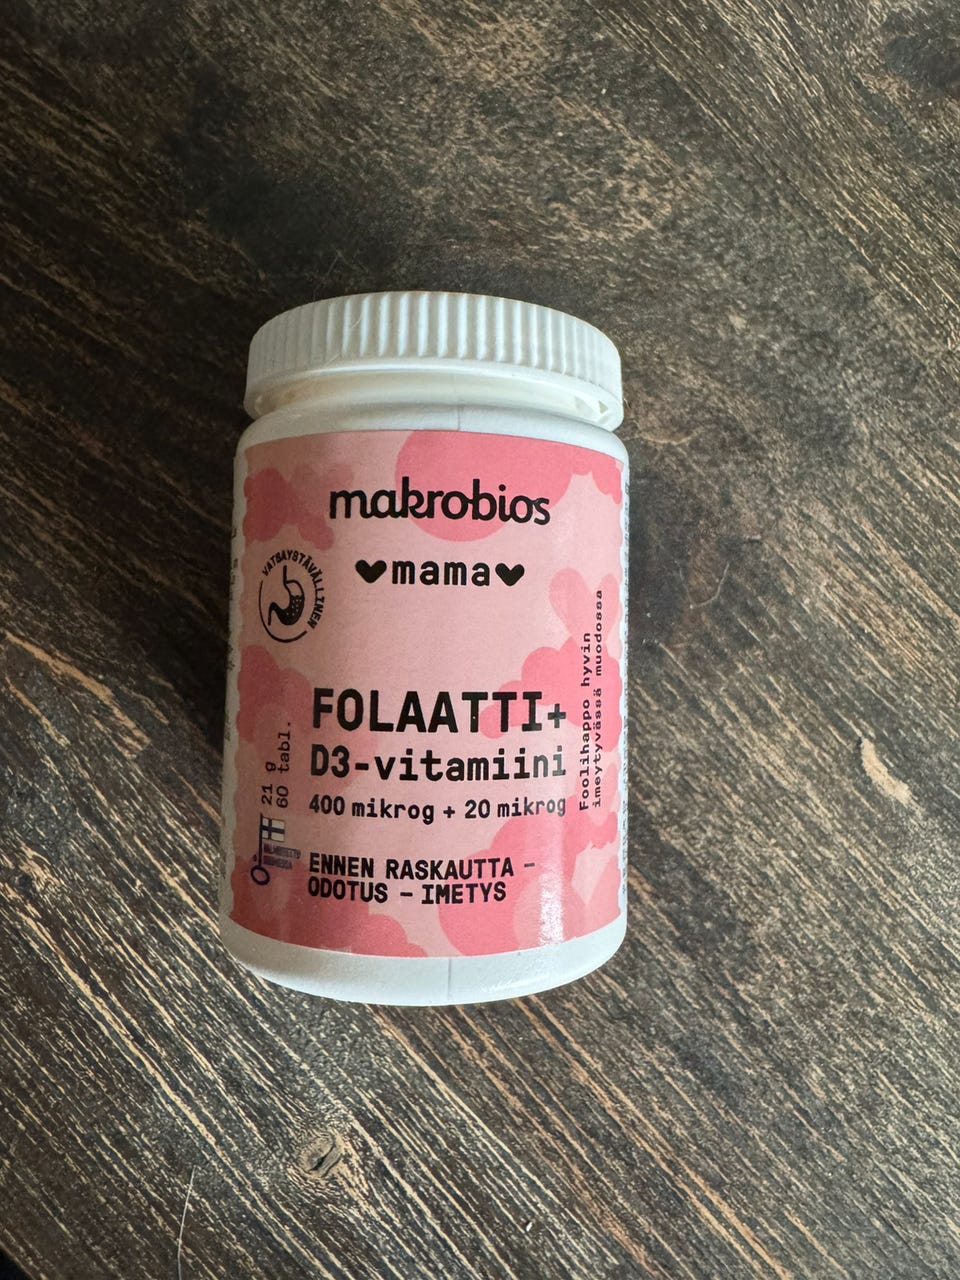 makrobios
♥mama♥
VATSAYSTÄVÄLLINEN
FOLAATTI+
D3-vitamiini
400 mikrog + 20 mikrog
ENNEN RASKAUTTA –
ODOTUS – IMETYS
21 g
60 tabl.
Foolihappo hyvin
imeytyvässä muodossa